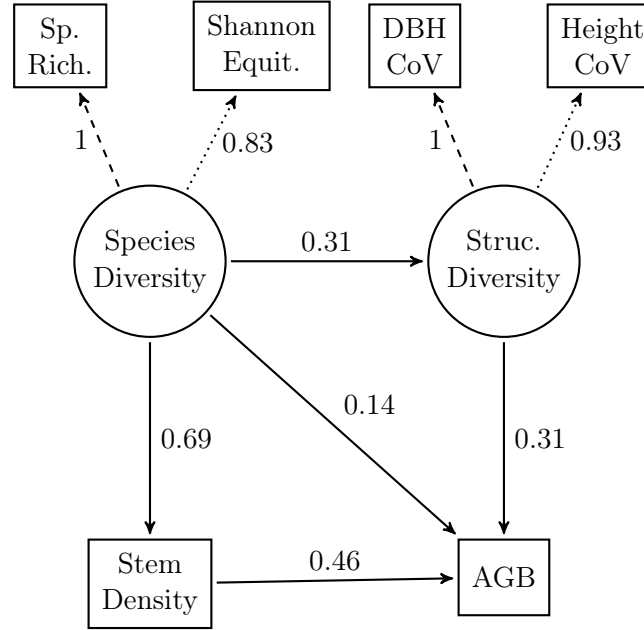 Sp.
Rich.
Shannon
Equit.
DBH
CoV
Height
CoV
1
0.83
1
0.93
Species
Diversity
0.31
Struc.
Diversity
0.69
0.14
0.31
Stem
Density
0.46
AGB